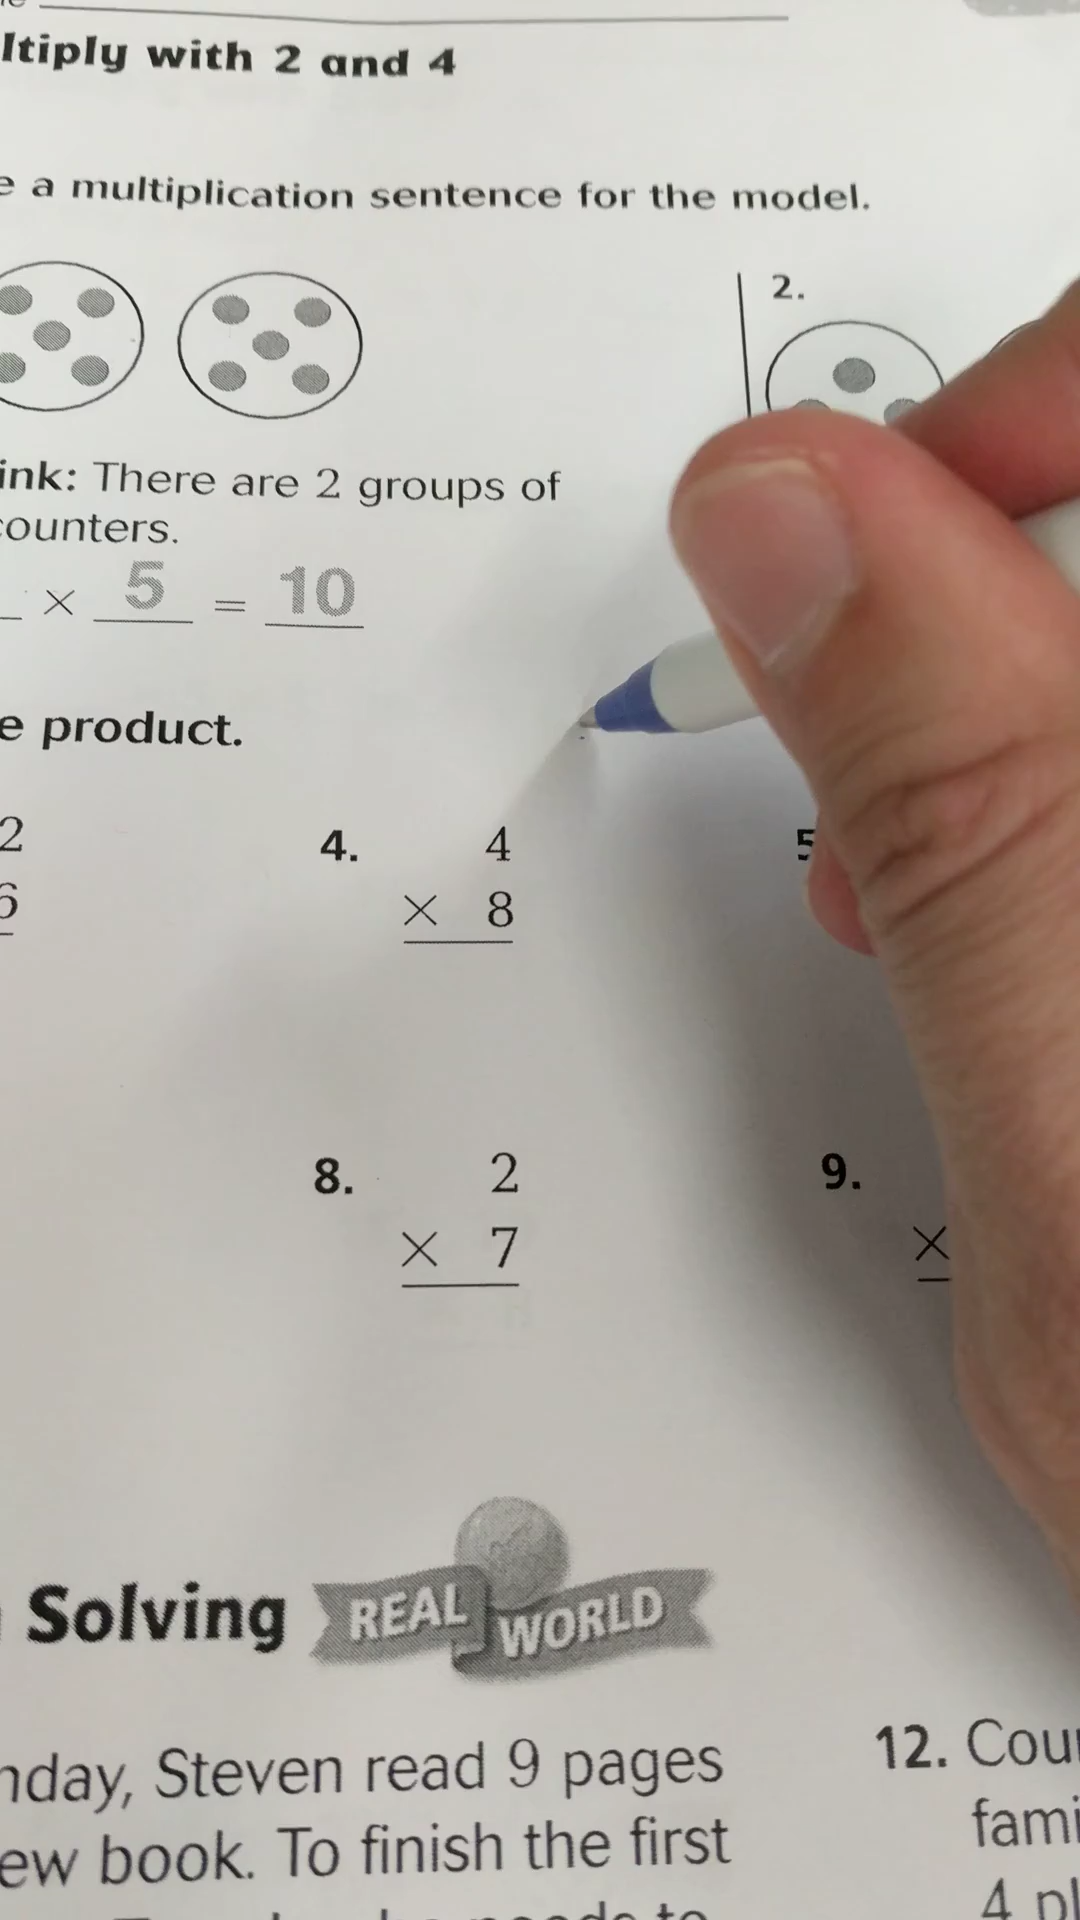 ltiply with 2 and 4
e a multiplication sentence for the model.
2.
ink: There are 2 groups of
counters.
× 5 = 10
e product.
2
6
4. 4
× 8
5
8. 2
× 7
9.
×
Solving REAL WORLD
nday, Steven read 9 pages
ew book. To finish the first
12. Cou
fami
4 pl